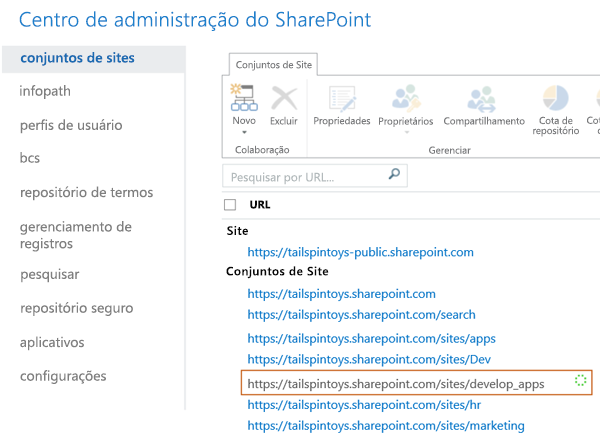 Centro de administração do SharePoint
conjuntos de sites
infopath
perfis de usuário
bcs
repositório de termos
gerenciamento de
registros
pesquisar
repositório seguro
aplicativos
configurações
Conjuntos de Site
Novo
Excluir
Propriedades
Proprietários
Compartilhamento
Cota de
repositório
Colaboração
Gerenciar
Pesquisar por URL...
URL
Site
https://tailspintoys-public.sharepoint.com
Conjuntos de Site
https://tailspintoys.sharepoint.com
https://tailspintoys.sharepoint.com/search
https://tailspintoys.sharepoint.com/sites/apps
https://tailspintoys.sharepoint.com/sites/Dev
https://tailspintoys.sharepoint.com/sites/develop_apps
https://tailspintoys.sharepoint.com/sites/hr
https://tailspintoys.sharepoint.com/sites/marketing